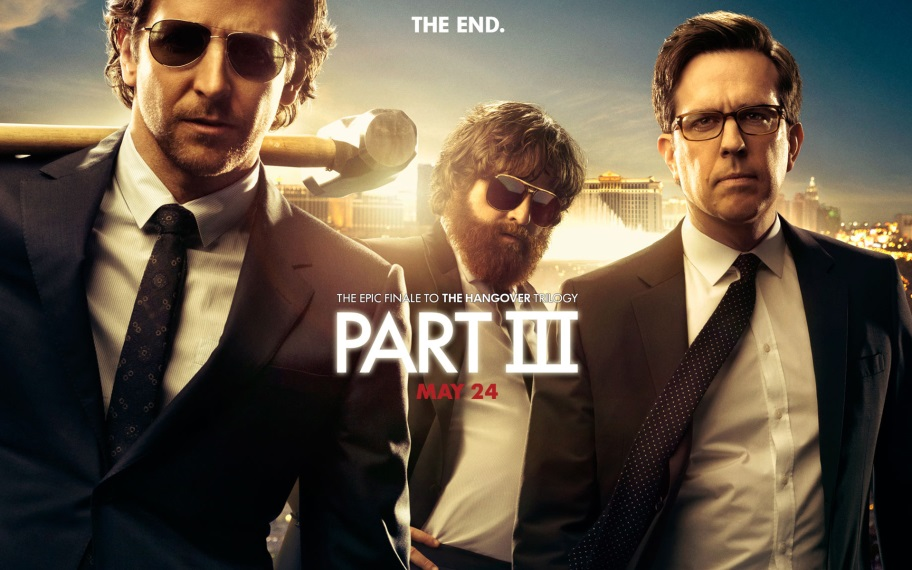 THE END.
THE EPIC FINALE TO THE HANGOVER TRILOGY
PART III
MAY 24